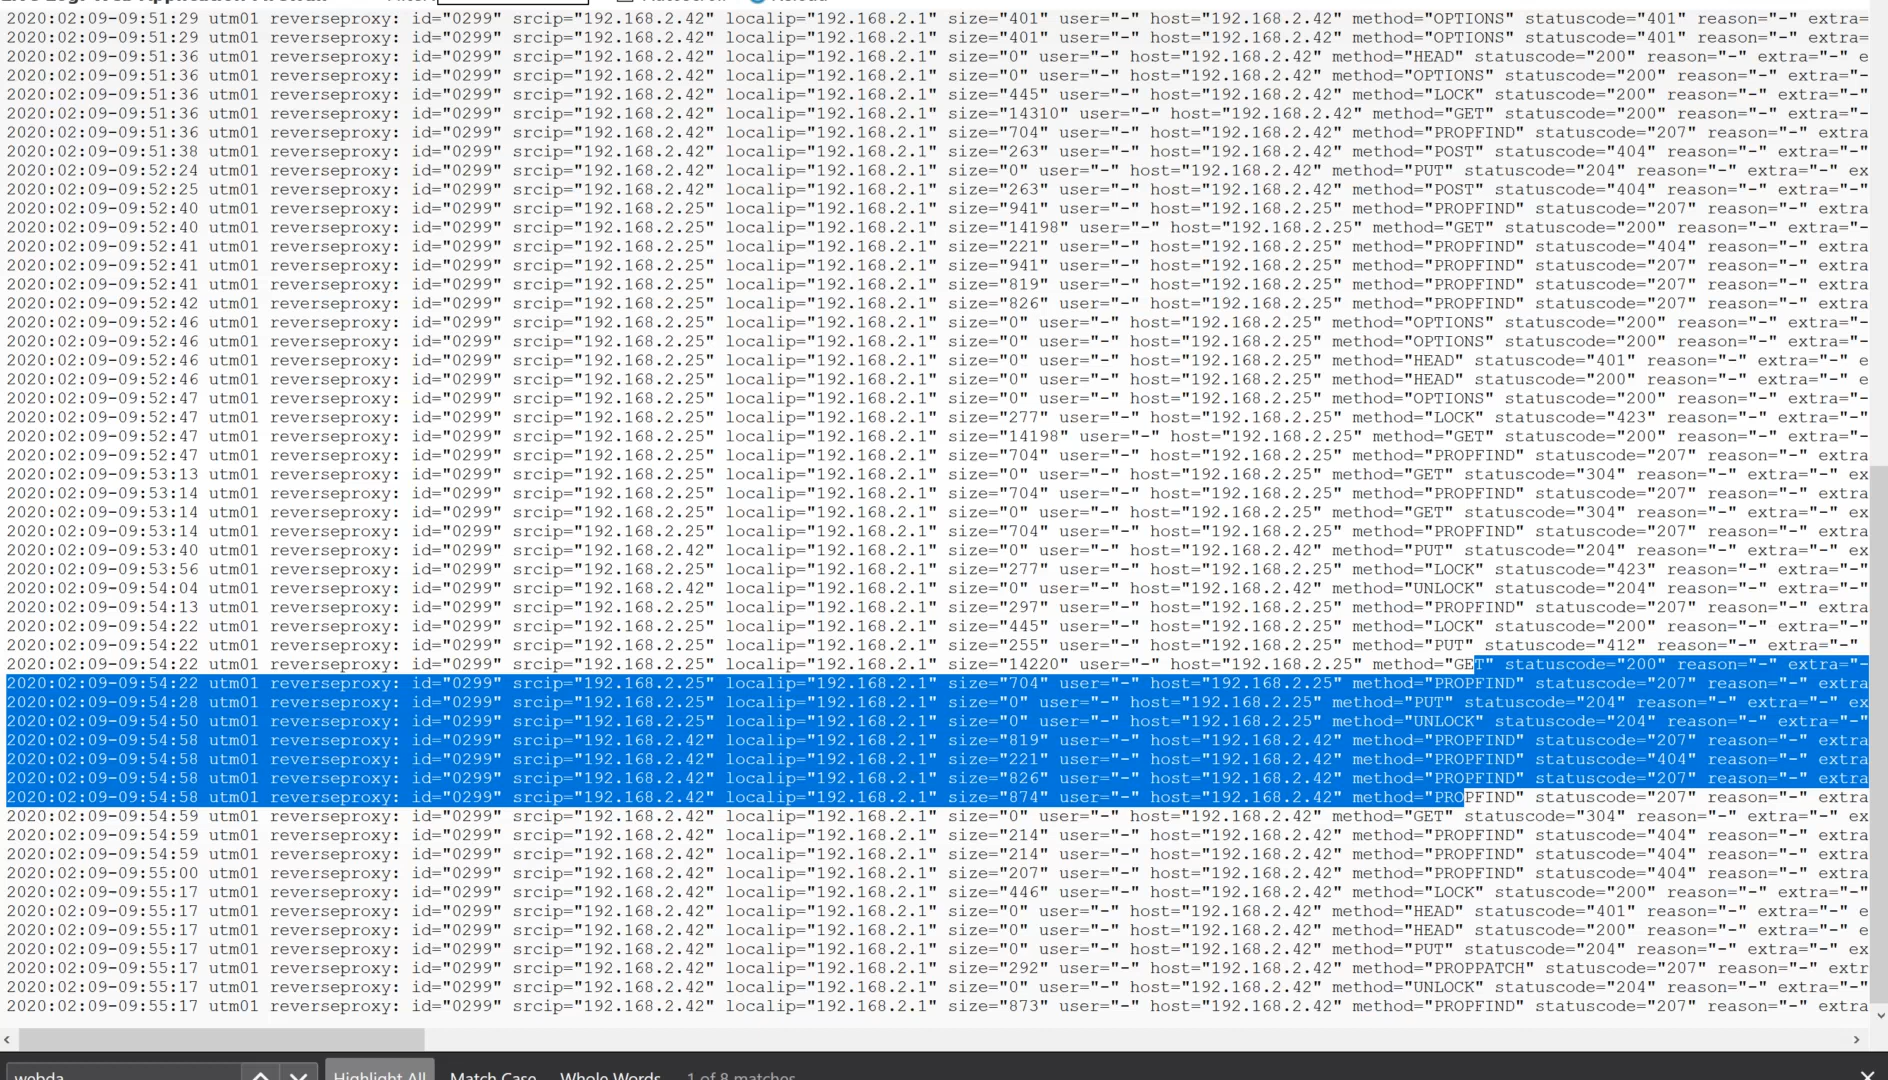 2020:02:09-09:51:29 utm01 reverseproxy: id="0299" srcip="192.168.2.42" localip="192.168.2.1" size="401" user="-" host="192.168.2.42" method="OPTIONS" statuscode="401" reason="-" extra=
2020:02:09-09:51:29 utm01 reverseproxy: id="0299" srcip="192.168.2.42" localip="192.168.2.1" size="401" user="-" host="192.168.2.42" method="OPTIONS" statuscode="401" reason="-" extra=
2020:02:09-09:51:36 utm01 reverseproxy: id="0299" srcip="192.168.2.42" localip="192.168.2.1" size="0" user="-" host="192.168.2.42" method="HEAD" statuscode="200" reason="-" extra="-" e
2020:02:09-09:51:36 utm01 reverseproxy: id="0299" srcip="192.168.2.42" localip="192.168.2.1" size="0" user="-" host="192.168.2.42" method="OPTIONS" statuscode="200" reason="-" extra="-
2020:02:09-09:51:36 utm01 reverseproxy: id="0299" srcip="192.168.2.42" localip="192.168.2.1" size="445" user="-" host="192.168.2.42" method="LOCK" statuscode="200" reason="-" extra="-"
2020:02:09-09:51:36 utm01 reverseproxy: id="0299" srcip="192.168.2.42" localip="192.168.2.1" size="14310" user="-" host="192.168.2.42" method="GET" statuscode="200" reason="-" extra="-
2020:02:09-09:51:36 utm01 reverseproxy: id="0299" srcip="192.168.2.42" localip="192.168.2.1" size="704" user="-" host="192.168.2.42" method="PROPFIND" statuscode="207" reason="-" extra
2020:02:09-09:51:38 utm01 reverseproxy: id="0299" srcip="192.168.2.42" localip="192.168.2.1" size="263" user="-" host="192.168.2.42" method="POST" statuscode="404" reason="-" extra="-"
2020:02:09-09:52:24 utm01 reverseproxy: id="0299" srcip="192.168.2.42" localip="192.168.2.1" size="0" user="-" host="192.168.2.42" method="PUT" statuscode="204" reason="-" extra="-" ex
2020:02:09-09:52:25 utm01 reverseproxy: id="0299" srcip="192.168.2.42" localip="192.168.2.1" size="263" user="-" host="192.168.2.42" method="POST" statuscode="404" reason="-" extra="-"
2020:02:09-09:52:40 utm01 reverseproxy: id="0299" srcip="192.168.2.25" localip="192.168.2.1" size="941" user="-" host="192.168.2.25" method="PROPFIND" statuscode="207" reason="-" extra
2020:02:09-09:52:40 utm01 reverseproxy: id="0299" srcip="192.168.2.25" localip="192.168.2.1" size="14198" user="-" host="192.168.2.25" method="GET" statuscode="200" reason="-" extra="-
2020:02:09-09:52:41 utm01 reverseproxy: id="0299" srcip="192.168.2.25" localip="192.168.2.1" size="221" user="-" host="192.168.2.25" method="PROPFIND" statuscode="404" reason="-" extra
2020:02:09-09:52:41 utm01 reverseproxy: id="0299" srcip="192.168.2.25" localip="192.168.2.1" size="941" user="-" host="192.168.2.25" method="PROPFIND" statuscode="207" reason="-" extra
2020:02:09-09:52:41 utm01 reverseproxy: id="0299" srcip="192.168.2.25" localip="192.168.2.1" size="819" user="-" host="192.168.2.25" method="PROPFIND" statuscode="207" reason="-" extra
2020:02:09-09:52:42 utm01 reverseproxy: id="0299" srcip="192.168.2.25" localip="192.168.2.1" size="826" user="-" host="192.168.2.25" method="PROPFIND" statuscode="207" reason="-" extra
2020:02:09-09:52:46 utm01 reverseproxy: id="0299" srcip="192.168.2.25" localip="192.168.2.1" size="0" user="-" host="192.168.2.25" method="OPTIONS" statuscode="200" reason="-" extra="-
2020:02:09-09:52:46 utm01 reverseproxy: id="0299" srcip="192.168.2.25" localip="192.168.2.1" size="0" user="-" host="192.168.2.25" method="OPTIONS" statuscode="200" reason="-" extra="-
2020:02:09-09:52:46 utm01 reverseproxy: id="0299" srcip="192.168.2.25" localip="192.168.2.1" size="0" user="-" host="192.168.2.25" method="HEAD" statuscode="401" reason="-" extra="-" e
2020:02:09-09:52:46 utm01 reverseproxy: id="0299" srcip="192.168.2.25" localip="192.168.2.1" size="0" user="-" host="192.168.2.25" method="HEAD" statuscode="200" reason="-" extra="-" e
2020:02:09-09:52:47 utm01 reverseproxy: id="0299" srcip="192.168.2.25" localip="192.168.2.1" size="0" user="-" host="192.168.2.25" method="OPTIONS" statuscode="200" reason="-" extra="-
2020:02:09-09:52:47 utm01 reverseproxy: id="0299" srcip="192.168.2.25" localip="192.168.2.1" size="277" user="-" host="192.168.2.25" method="LOCK" statuscode="423" reason="-" extra="-"
2020:02:09-09:52:47 utm01 reverseproxy: id="0299" srcip="192.168.2.25" localip="192.168.2.1" size="14198" user="-" host="192.168.2.25" method="GET" statuscode="200" reason="-" extra="-
2020:02:09-09:52:47 utm01 reverseproxy: id="0299" srcip="192.168.2.25" localip="192.168.2.1" size="704" user="-" host="192.168.2.25" method="PROPFIND" statuscode="207" reason="-" extra
2020:02:09-09:53:13 utm01 reverseproxy: id="0299" srcip="192.168.2.25" localip="192.168.2.1" size="0" user="-" host="192.168.2.25" method="GET" statuscode="304" reason="-" extra="-" ex
2020:02:09-09:53:14 utm01 reverseproxy: id="0299" srcip="192.168.2.25" localip="192.168.2.1" size="704" user="-" host="192.168.2.25" method="PROPFIND" statuscode="207" reason="-" extra
2020:02:09-09:53:14 utm01 reverseproxy: id="0299" srcip="192.168.2.25" localip="192.168.2.1" size="0" user="-" host="192.168.2.25" method="GET" statuscode="304" reason="-" extra="-" ex
2020:02:09-09:53:14 utm01 reverseproxy: id="0299" srcip="192.168.2.25" localip="192.168.2.1" size="704" user="-" host="192.168.2.25" method="PROPFIND" statuscode="207" reason="-" extra
2020:02:09-09:53:40 utm01 reverseproxy: id="0299" srcip="192.168.2.42" localip="192.168.2.1" size="0" user="-" host="192.168.2.42" method="PUT" statuscode="204" reason="-" extra="-" ex
2020:02:09-09:53:56 utm01 reverseproxy: id="0299" srcip="192.168.2.25" localip="192.168.2.1" size="277" user="-" host="192.168.2.25" method="LOCK" statuscode="423" reason="-" extra="-"
2020:02:09-09:54:04 utm01 reverseproxy: id="0299" srcip="192.168.2.42" localip="192.168.2.1" size="0" user="-" host="192.168.2.42" method="UNLOCK" statuscode="204" reason="-" extra="-"
2020:02:09-09:54:13 utm01 reverseproxy: id="0299" srcip="192.168.2.25" localip="192.168.2.1" size="297" user="-" host="192.168.2.25" method="PROPFIND" statuscode="207" reason="-" extra
2020:02:09-09:54:22 utm01 reverseproxy: id="0299" srcip="192.168.2.25" localip="192.168.2.1" size="445" user="-" host="192.168.2.25" method="LOCK" statuscode="200" reason="-" extra="-"
2020:02:09-09:54:22 utm01 reverseproxy: id="0299" srcip="192.168.2.25" localip="192.168.2.1" size="255" user="-" host="192.168.2.25" method="PUT" statuscode="412" reason="-" extra="-"
2020:02:09-09:54:22 utm01 reverseproxy: id="0299" srcip="192.168.2.25" localip="192.168.2.1" size="14220" user="-" host="192.168.2.25" method="GET" statuscode="200" reason="-" extra="-
2020:02:09-09:54:22 utm01 reverseproxy: id="0299" srcip="192.168.2.25" localip="192.168.2.1" size="704" user="-" host="192.168.2.25" method="PROPFIND" statuscode="207" reason="-" extra
2020:02:09-09:54:28 utm01 reverseproxy: id="0299" srcip="192.168.2.25" localip="192.168.2.1" size="0" user="-" host="192.168.2.25" method="PUT" statuscode="204" reason="-" extra="-" ex
2020:02:09-09:54:50 utm01 reverseproxy: id="0299" srcip="192.168.2.25" localip="192.168.2.1" size="0" user="-" host="192.168.2.25" method="UNLOCK" statuscode="204" reason="-" extra="-"
2020:02:09-09:54:58 utm01 reverseproxy: id="0299" srcip="192.168.2.42" localip="192.168.2.1" size="819" user="-" host="192.168.2.42" method="PROPFIND" statuscode="207" reason="-" extra
2020:02:09-09:54:58 utm01 reverseproxy: id="0299" srcip="192.168.2.42" localip="192.168.2.1" size="221" user="-" host="192.168.2.42" method="PROPFIND" statuscode="404" reason="-" extra
2020:02:09-09:54:58 utm01 reverseproxy: id="0299" srcip="192.168.2.42" localip="192.168.2.1" size="826" user="-" host="192.168.2.42" method="PROPFIND" statuscode="207" reason="-" extra
2020:02:09-09:54:58 utm01 reverseproxy: id="0299" srcip="192.168.2.42" localip="192.168.2.1" size="874" user="-" host="192.168.2.42" method="PROPFIND" statuscode="207" reason="-" extra
2020:02:09-09:54:59 utm01 reverseproxy: id="0299" srcip="192.168.2.42" localip="192.168.2.1" size="0" user="-" host="192.168.2.42" method="GET" statuscode="304" reason="-" extra="-" ex
2020:02:09-09:54:59 utm01 reverseproxy: id="0299" srcip="192.168.2.42" localip="192.168.2.1" size="214" user="-" host="192.168.2.42" method="PROPFIND" statuscode="404" reason="-" extra
2020:02:09-09:54:59 utm01 reverseproxy: id="0299" srcip="192.168.2.42" localip="192.168.2.1" size="214" user="-" host="192.168.2.42" method="PROPFIND" statuscode="404" reason="-" extra
2020:02:09-09:55:00 utm01 reverseproxy: id="0299" srcip="192.168.2.42" localip="192.168.2.1" size="207" user="-" host="192.168.2.42" method="PROPFIND" statuscode="404" reason="-" extra
2020:02:09-09:55:17 utm01 reverseproxy: id="0299" srcip="192.168.2.42" localip="192.168.2.1" size="446" user="-" host="192.168.2.42" method="LOCK" statuscode="200" reason="-" extra="-"
2020:02:09-09:55:17 utm01 reverseproxy: id="0299" srcip="192.168.2.42" localip="192.168.2.1" size="0" user="-" host="192.168.2.42" method="HEAD" statuscode="401" reason="-" extra="-" e
2020:02:09-09:55:17 utm01 reverseproxy: id="0299" srcip="192.168.2.42" localip="192.168.2.1" size="0" user="-" host="192.168.2.42" method="HEAD" statuscode="200" reason="-" extra="-" e
2020:02:09-09:55:17 utm01 reverseproxy: id="0299" srcip="192.168.2.42" localip="192.168.2.1" size="0" user="-" host="192.168.2.42" method="PUT" statuscode="204" reason="-" extra="-" ex
2020:02:09-09:55:17 utm01 reverseproxy: id="0299" srcip="192.168.2.42" localip="192.168.2.1" size="292" user="-" host="192.168.2.42" method="PROPPATCH" statuscode="207" reason="-" extr
2020:02:09-09:55:17 utm01 reverseproxy: id="0299" srcip="192.168.2.42" localip="192.168.2.1" size="0" user="-" host="192.168.2.42" method="UNLOCK" statuscode="204" reason="-" extra="-"
2020:02:09-09:55:17 utm01 reverseproxy: id="0299" srcip="192.168.2.42" localip="192.168.2.1" size="873" user="-" host="192.168.2.42" method="PROPFIND" statuscode="207" reason="-" extra
webda Highlight All Match Case Whole Words 1 of 8 matches